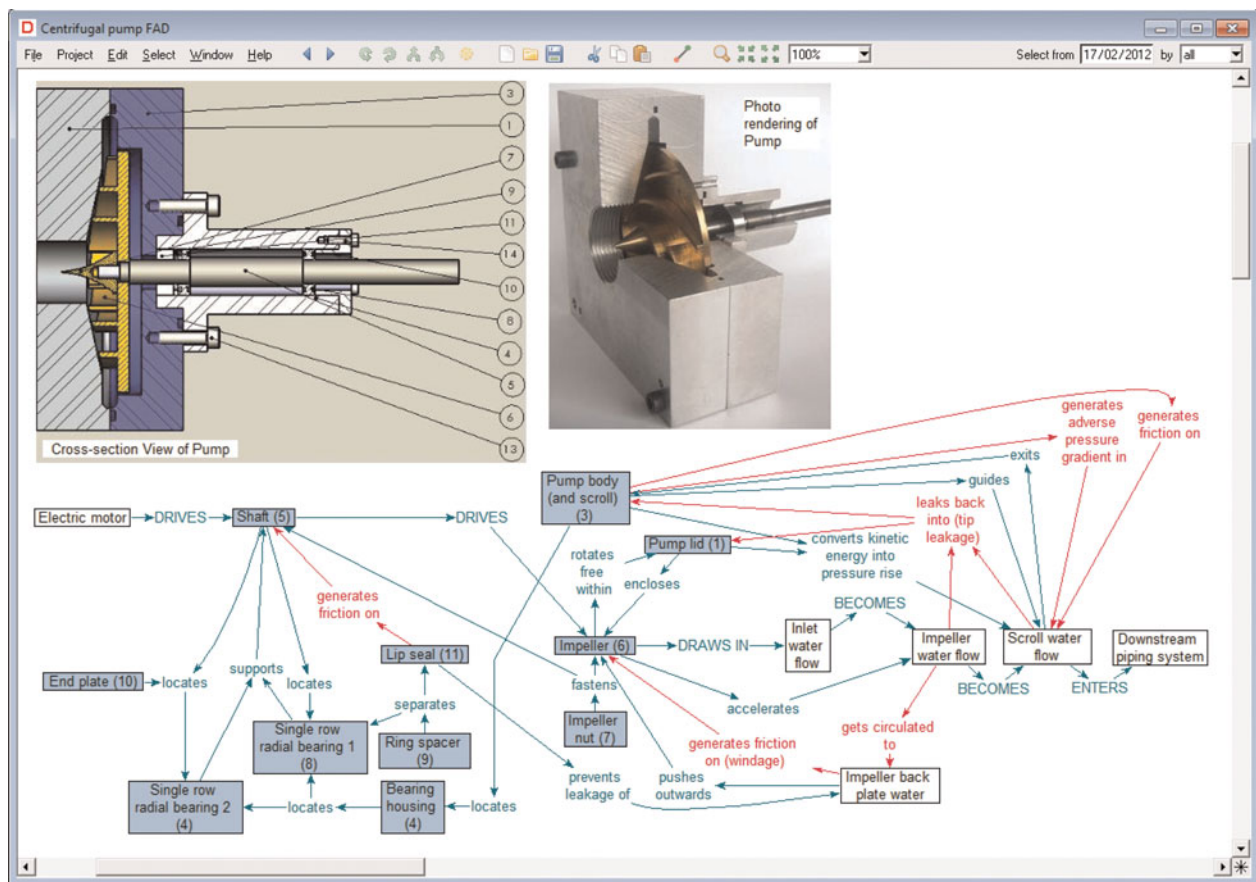 Centrifugal pump FAD
File Project Edit Select Window Help
100%
Select from 17/02/2012 by all
3
1
7
9
11
14
10
8
4
5
6
13
Cross-section View of Pump
Photo
rendering of
Pump
generates
adverse
pressure
gradient in
generates
friction on
exits
guides
Pump body
(and scroll)
(3)
leaks back
into (tip
leakage)
Electric motor
DRIVES
Shaft (5)
DRIVES
Pump lid (1)
converts kinetic
energy into
pressure rise
rotates
free
within
encloses
generates
friction on
BECOMES
Impeller (6)
DRAWS IN
Inlet
water
flow
Impeller
water flow
Scroll water
flow
Downstream
piping system
Lip seal (11)
supports
End plate (10)
locates
locates
fastens
BECOMES
ENTERS
separates
accelerates
Single row
radial bearing 1
(8)
Ring spacer
(9)
Impeller
nut (7)
generates friction
on (windage)
gets circulated
to
Single row
radial bearing 2
(4)
locates
Bearing
housing
(4)
locates
prevents
leakage of
pushes
outwards
Impeller back
plate water